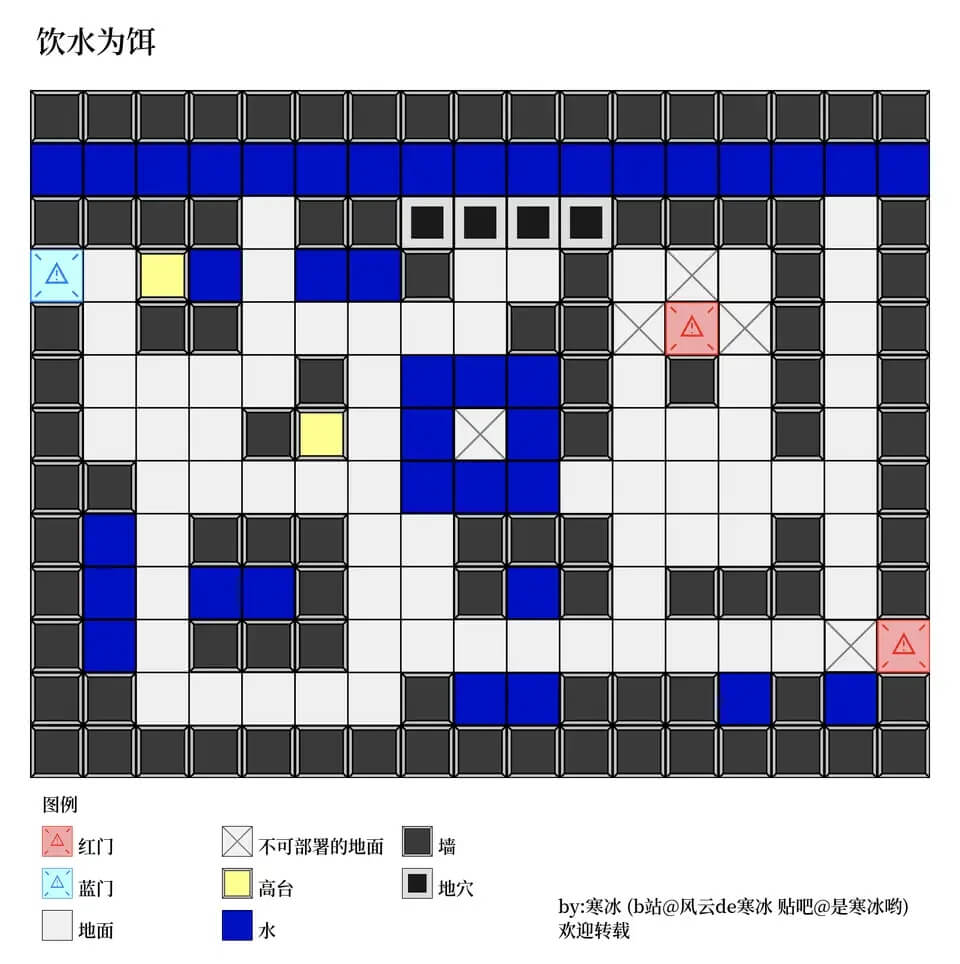 饮水为饵
图例
红门
不可部署的地面
墙
蓝门
高台
地穴
地面
水
by:寒冰 (b站@风云de寒冰 贴吧@是寒冰哟)
欢迎转载